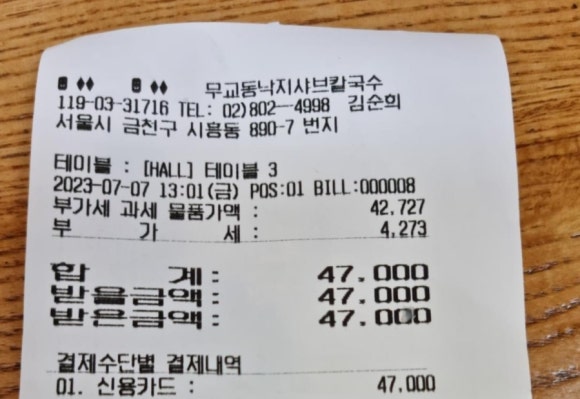 무교동낙지샤브칼국수
119-03-31716 TEL: 02)802--4998 김순희
서울시 금천구 시흥동 890-7 번지
테이블 : [HALL] 테이블 3
2023-07-07 13:01(금) POS:01 BILL:000008
부가세 과세 물품가액 : 42,727
부 가 세 : 4,273
합 계 : 47.000
받을금액 : 47.000
받은금액 : 47.000
결제수단별 결제내역
01. 신용카드 : 47,000